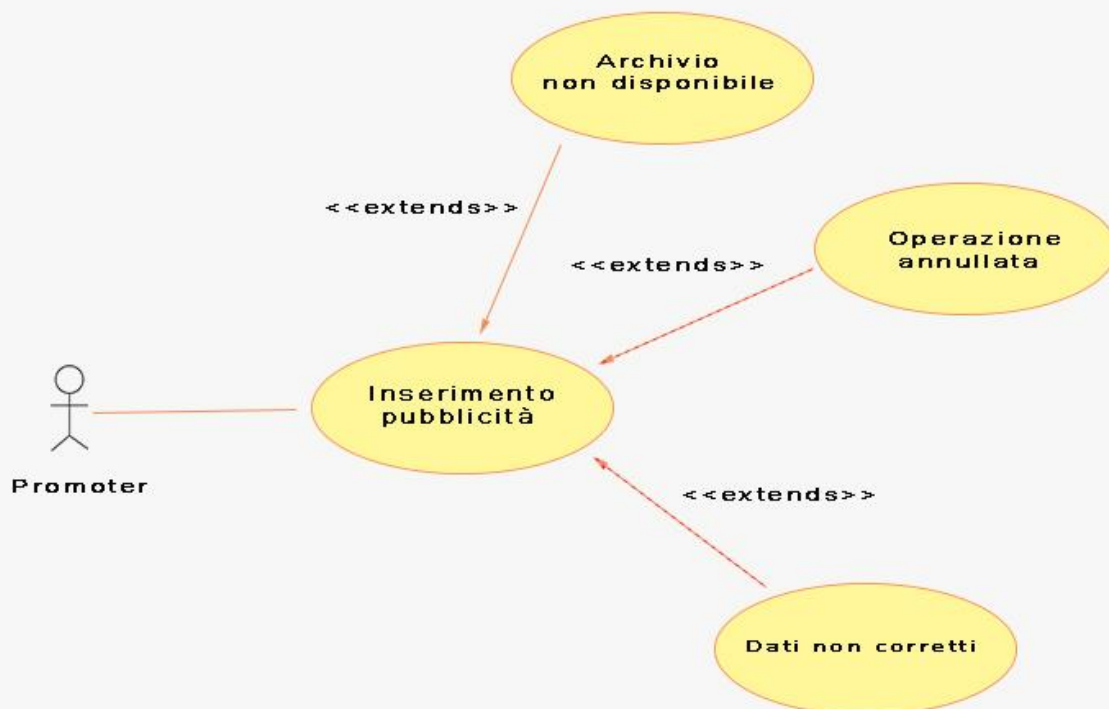 Archivio
non disponibile
<<extends>>
Operazione
annullata
<<extends>>
Inserimento
pubblicità
Promoter
<<extends>>
Dati non corretti